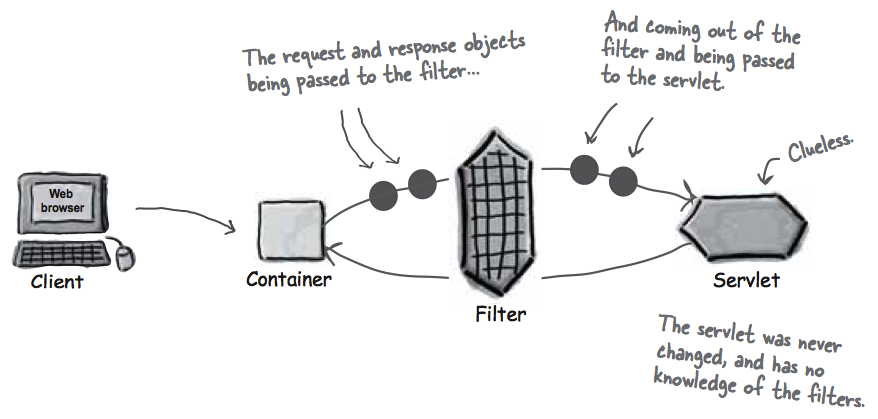 The request and response objects
being passed to the filter...
And coming out of the
filter and being passed
to the servlet.
Clueless.
Web
browser
Client
Container
Filter
Servlet
The servlet was never
changed, and has no
knowledge of the filters.